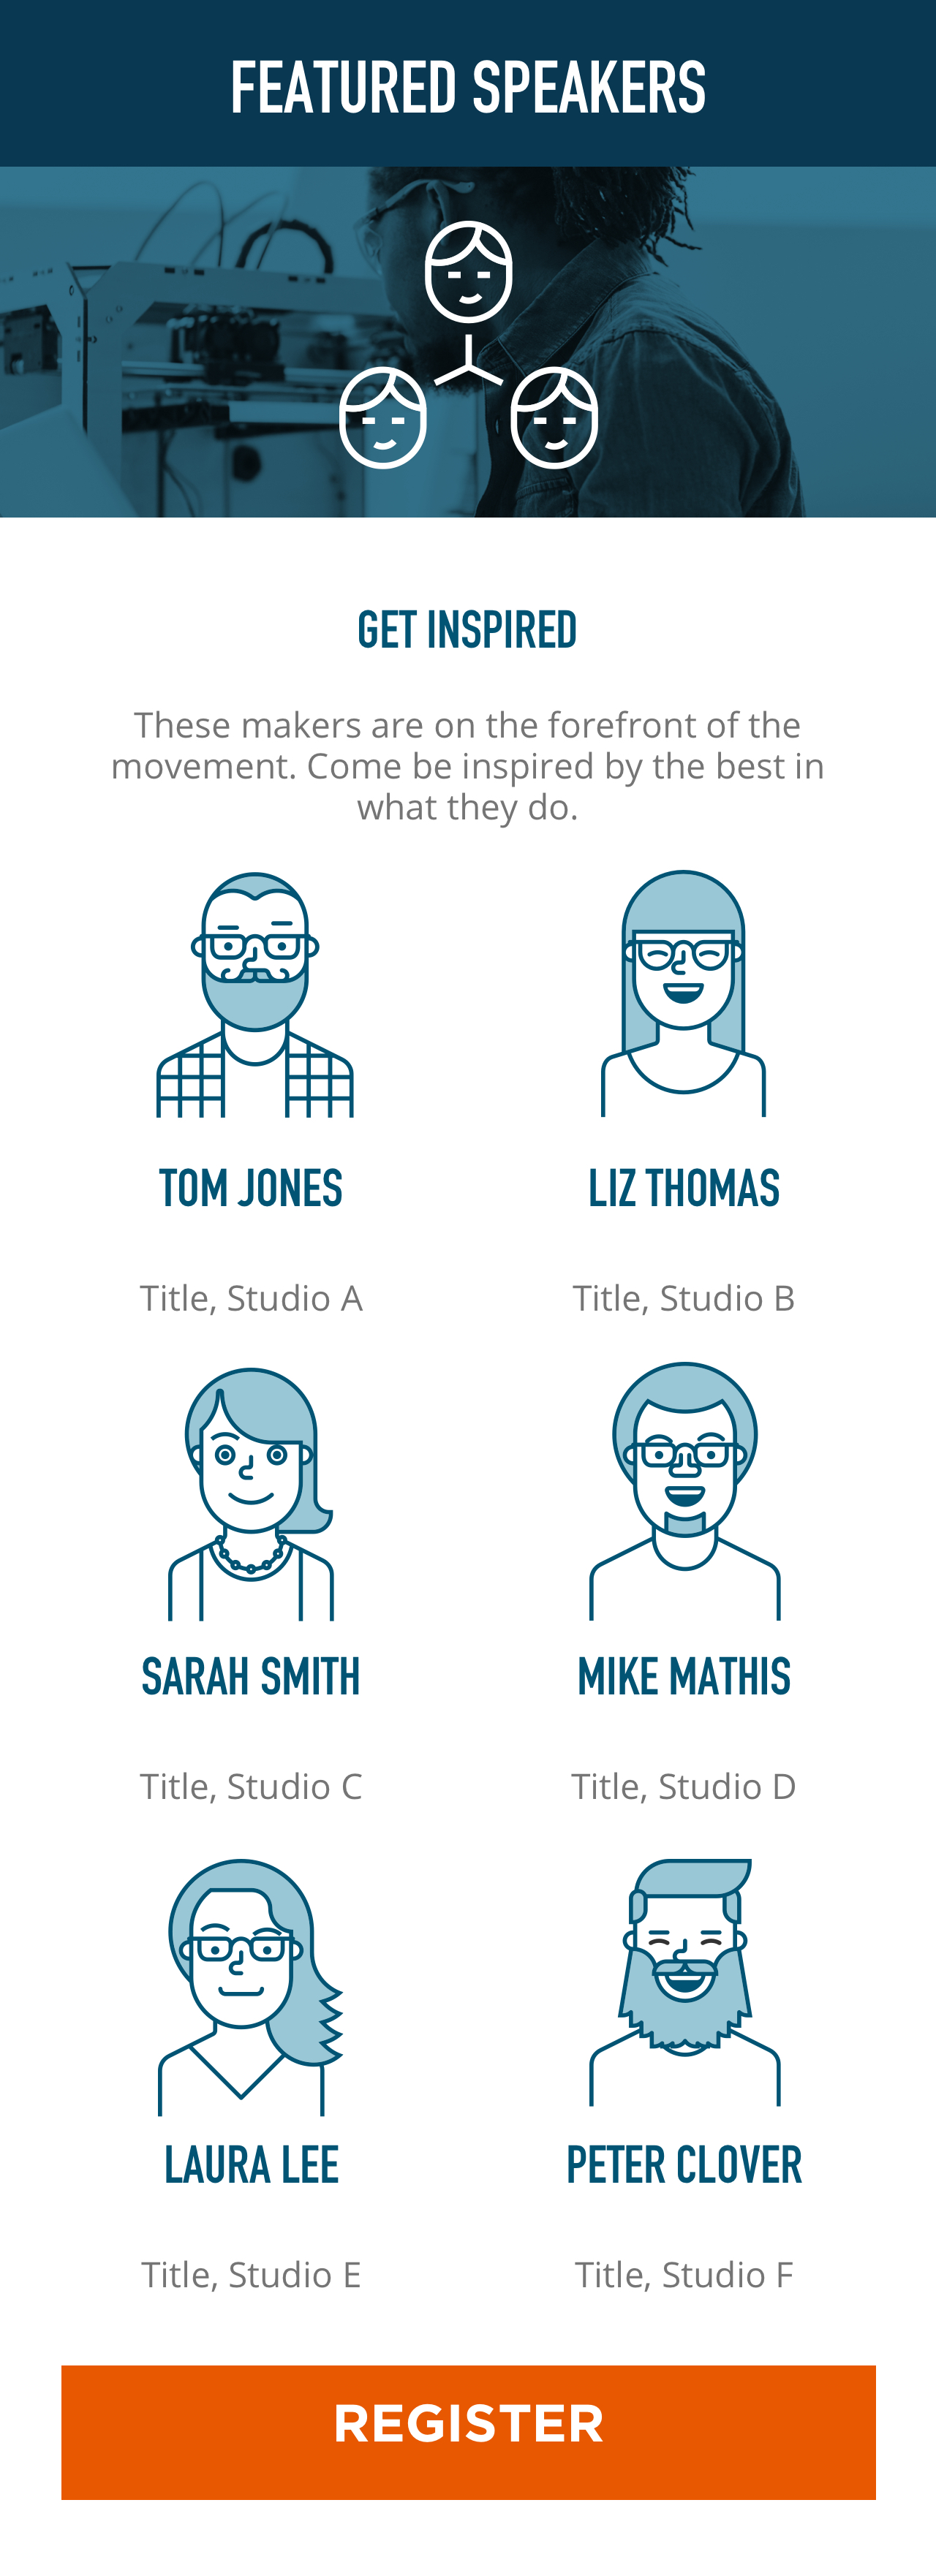 FEATURED SPEAKERS
GET INSPIRED
These makers are on the forefront of the
movement. Come be inspired by the best in
what they do.
TOM JONES
LIZ THOMAS
Title, Studio A
Title, Studio B
SARAH SMITH
MIKE MATHIS
Title, Studio C
Title, Studio D
LAURA LEE
PETER CLOVER
Title, Studio E
Title, Studio F
REGISTER